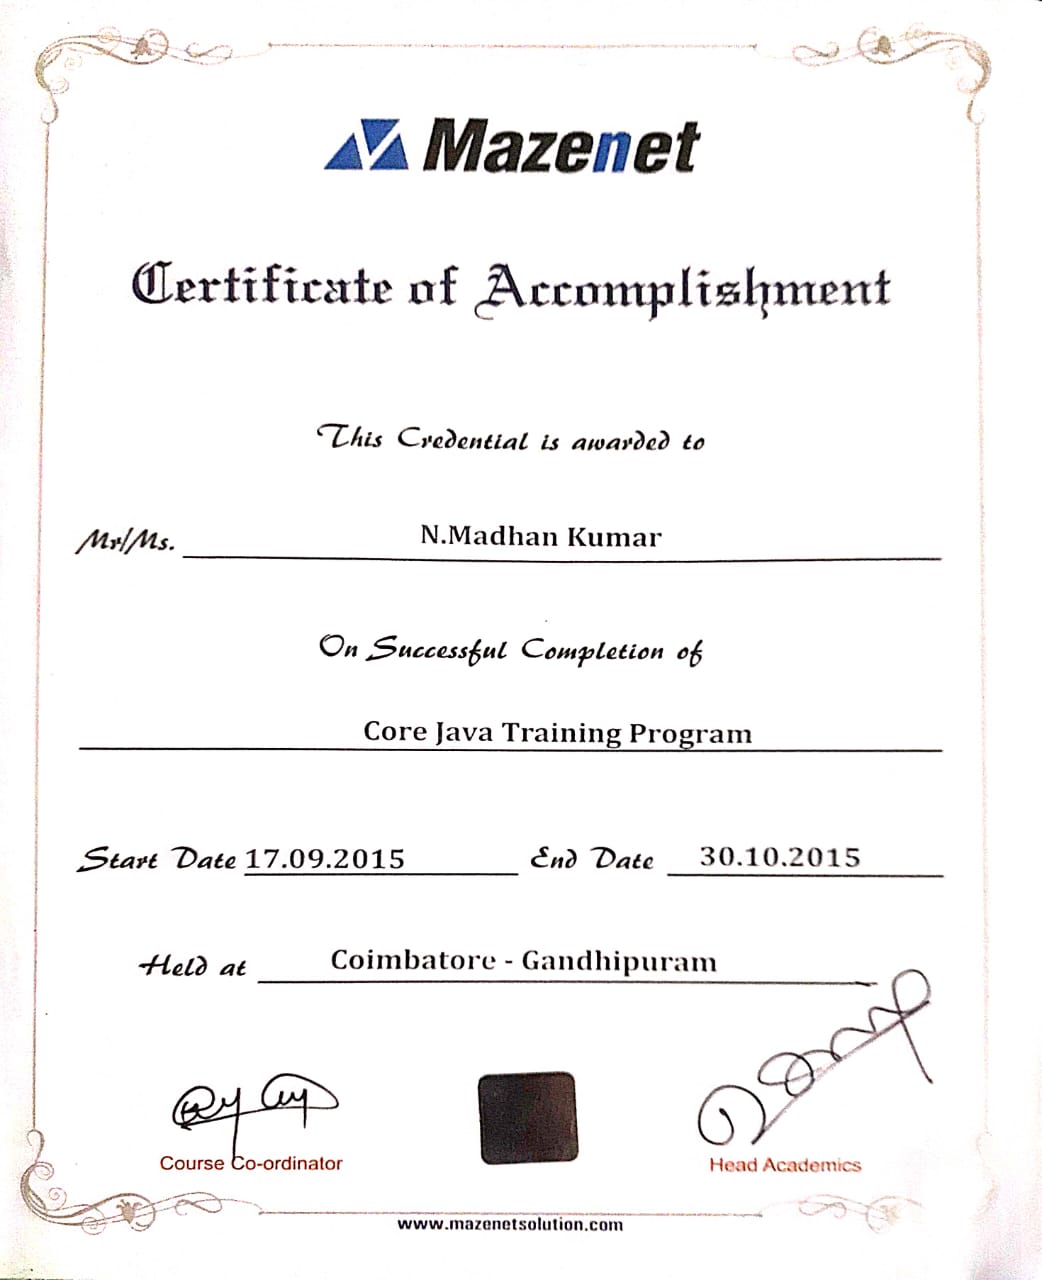 Mazenet
Certificate of Accomplishment
This Credential is awarded to
Mr/Ms. N.Madhan Kumar
On Successful Completion of
Core Java Training Program
Start Date 17.09.2015 End Date 30.10.2015
Held at Coimbatore - Gandhipuram
Course Co-ordinator Head Academics
www.mazenetsolution.com